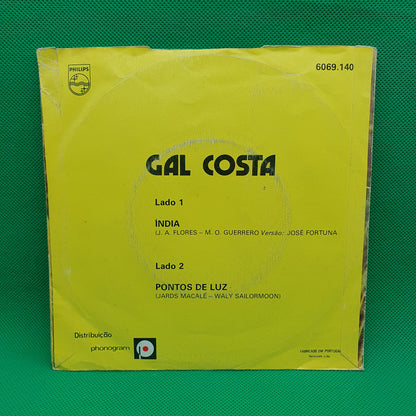 PHILIPS
6069.140
GAL COSTA
Lado 1
ÍNDIA
(J. A. FLORES – M. O. GUERRERO Versão: JOSÉ FORTUNA)
Lado 2
PONTOS DE LUZ
(JARDS MACALÉ – WALY SAILORMOON)
Distribuição
phonogram
FABRICADO EM PORTUGAL